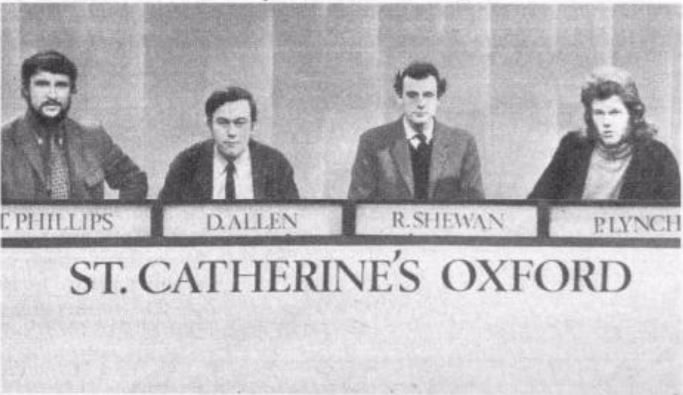 T. PHILLIPS D. ALLEN R. SHEWAN P. LYNCH
ST. CATHERINE'S OXFORD